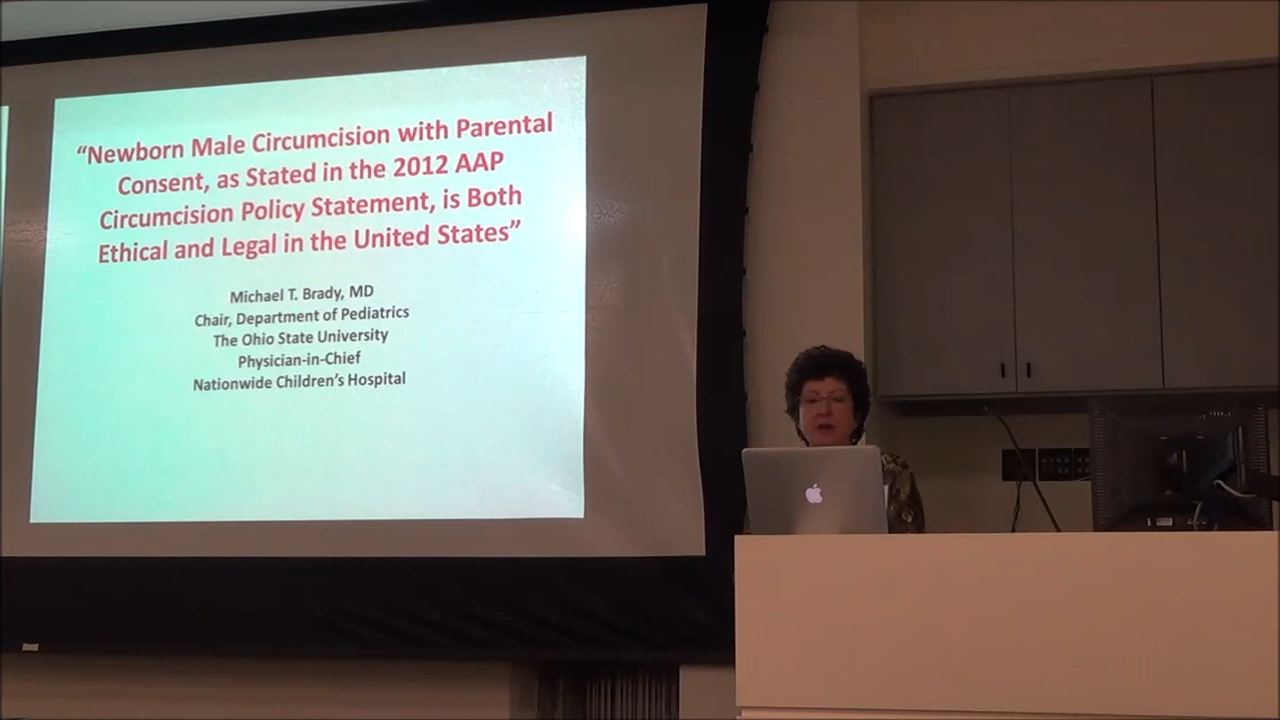 “Newborn Male Circumcision with Parental
Consent, as Stated in the 2012 AAP
Circumcision Policy Statement, is Both
Ethical and Legal in the United States”
Michael T. Brady, MD
Chair, Department of Pediatrics
The Ohio State University
Physician-in-Chief
Nationwide Children’s Hospital